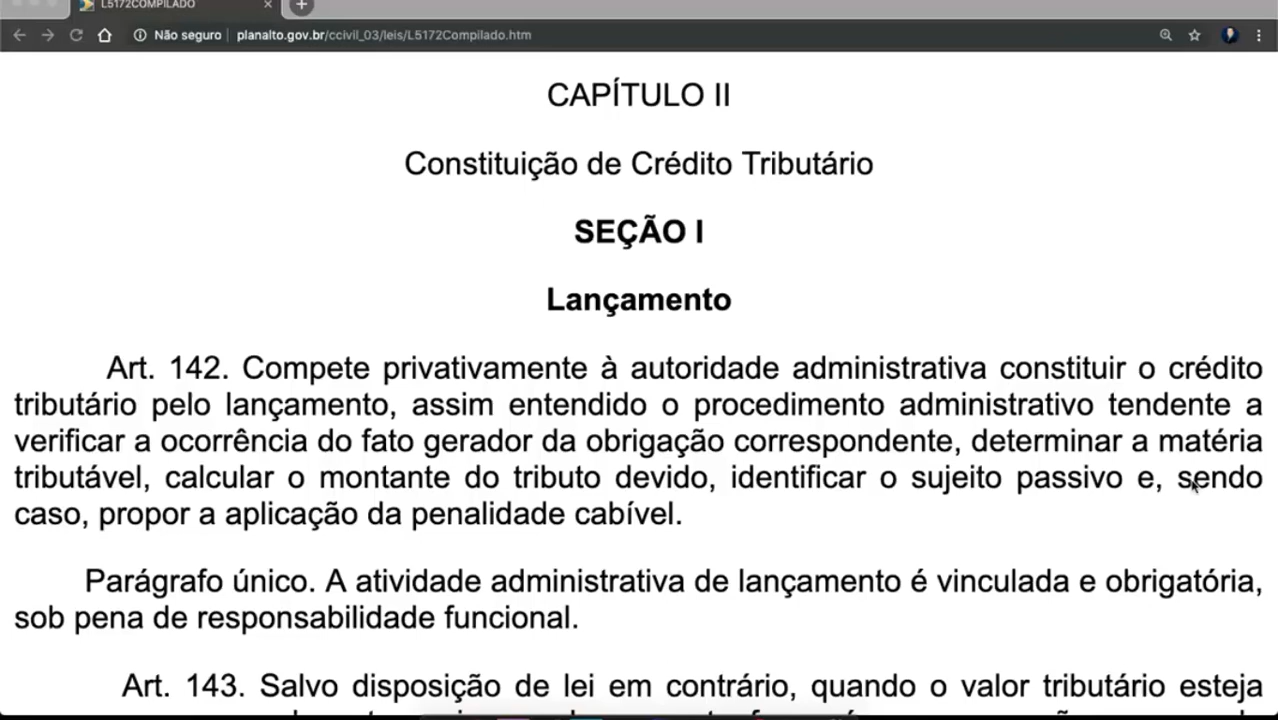 L5172COMPILADO
Não seguro planalto.gov.br/ccivil_03/leis/L5172Compilado.htm
CAPÍTULO II
Constituição de Crédito Tributário
SEÇÃO I
Lançamento
Art. 142. Compete privativamente à autoridade administrativa constituir o crédito
tributário pelo lançamento, assim entendido o procedimento administrativo tendente a
verificar a ocorrência do fato gerador da obrigação correspondente, determinar a matéria
tributável, calcular o montante do tributo devido, identificar o sujeito passivo e, sendo
caso, propor a aplicação da penalidade cabível.
Parágrafo único. A atividade administrativa de lançamento é vinculada e obrigatória,
sob pena de responsabilidade funcional.
Art. 143. Salvo disposição de lei em contrário, quando o valor tributário esteja